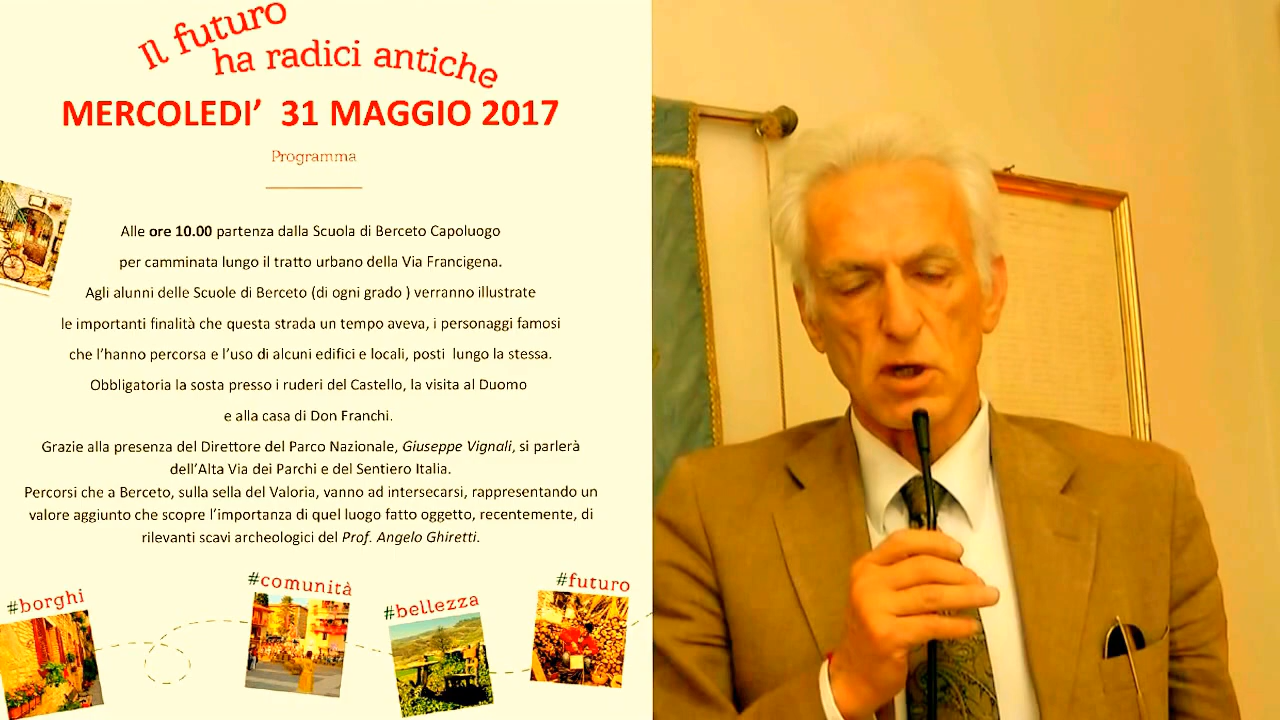 Il futuro
ha radici antiche
MERCOLEDI’ 31 MAGGIO 2017
Programma
Alle ore 10.00 partenza dalla Scuola di Berceto Capoluogo
per camminata lungo il tratto urbano della Via Francigena.
Agli alunni delle Scuole di Berceto (di ogni grado ) verranno illustrate
le importanti finalità che questa strada un tempo aveva, i personaggi famosi
che l’hanno percorsa e l’uso di alcuni edifici e locali, posti lungo la stessa.
Obbligatoria la sosta presso i ruderi del Castello, la visita al Duomo
e alla casa di Don Franchi.
Grazie alla presenza del Direttore del Parco Nazionale, Giuseppe Vignali, si parlerà
dell’Alta Via dei Parchi e del Sentiero Italia.
Percorsi che a Berceto, sulla sella del Valoria, vanno ad intersecarsi, rappresentando un
valore aggiunto che scopre l’importanza di quel luogo fatto oggetto, recentemente, di
rilevanti scavi archeologici del Prof. Angelo Ghiretti.
#borghi
#comunità
#bellezza
#futuro